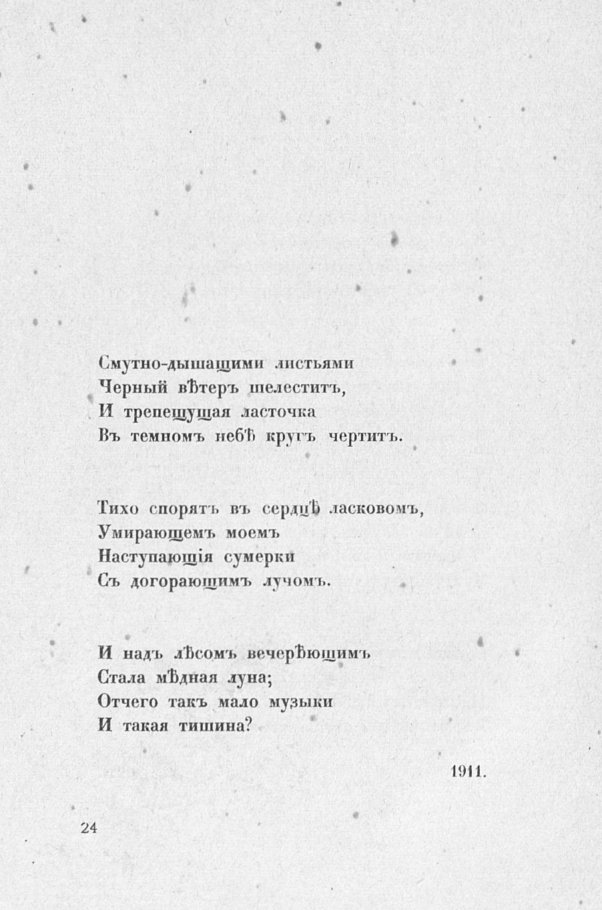 Смутно-дышащими листьями
Черный вѣтеръ шелеститъ,
И трепещущая ласточка
Въ темномъ небѣ кругъ чертитъ.
Тихо спорятъ въ сердцѣ ласковомъ,
Умирающемъ моемъ
Наступающія сумерки
Съ догорающимъ лучомъ.
И надъ лѣсомъ вечерѣющимъ
Стала мѣдная луна;
Отчего такъ мало музыки
И такая тишина?
1911.
24